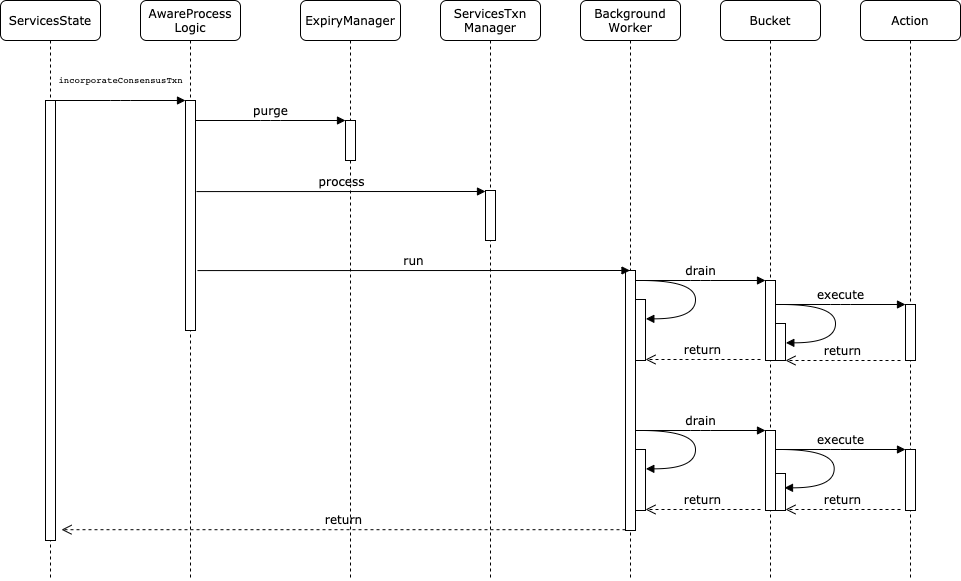 ServicesState
AwareProcess
Logic
ExpiryManager
ServicesTxn
Manager
Background
Worker
Bucket
Action
incorporateConsensusTxn
purge
process
run
drain
execute
return
return
drain
execute
return
return
return